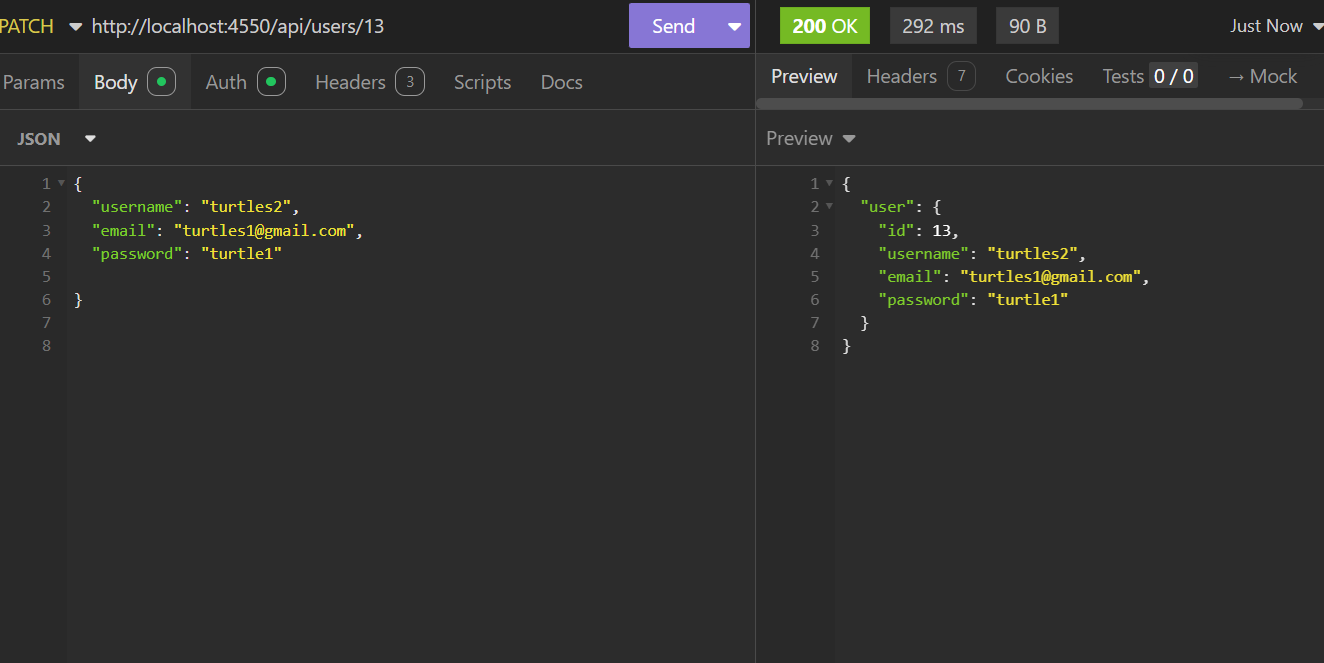 PATCH http://localhost:4550/api/users/13 Send 200 OK 292 ms 90 B Just Now
Params Body Auth Headers 3 Scripts Docs Preview Headers 7 Cookies Tests 0 / 0 → Mock
JSON Preview
1 {
2 "username": "turtles2",
3 "email": "turtles1@gmail.com",
4 "password": "turtle1"
5
6 }
7
8
1 {
2 "user": {
3 "id": 13,
4 "username": "turtles2",
5 "email": "turtles1@gmail.com",
6 "password": "turtle1"
7 }
8 }